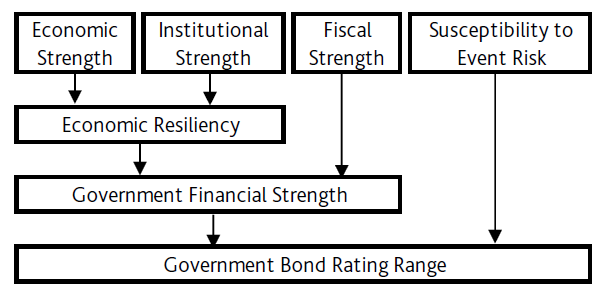 Economic
Strength
Institutional
Strength
Fiscal
Strength
Susceptibility to
Event Risk
Economic Resiliency
Government Financial Strength
Government Bond Rating Range